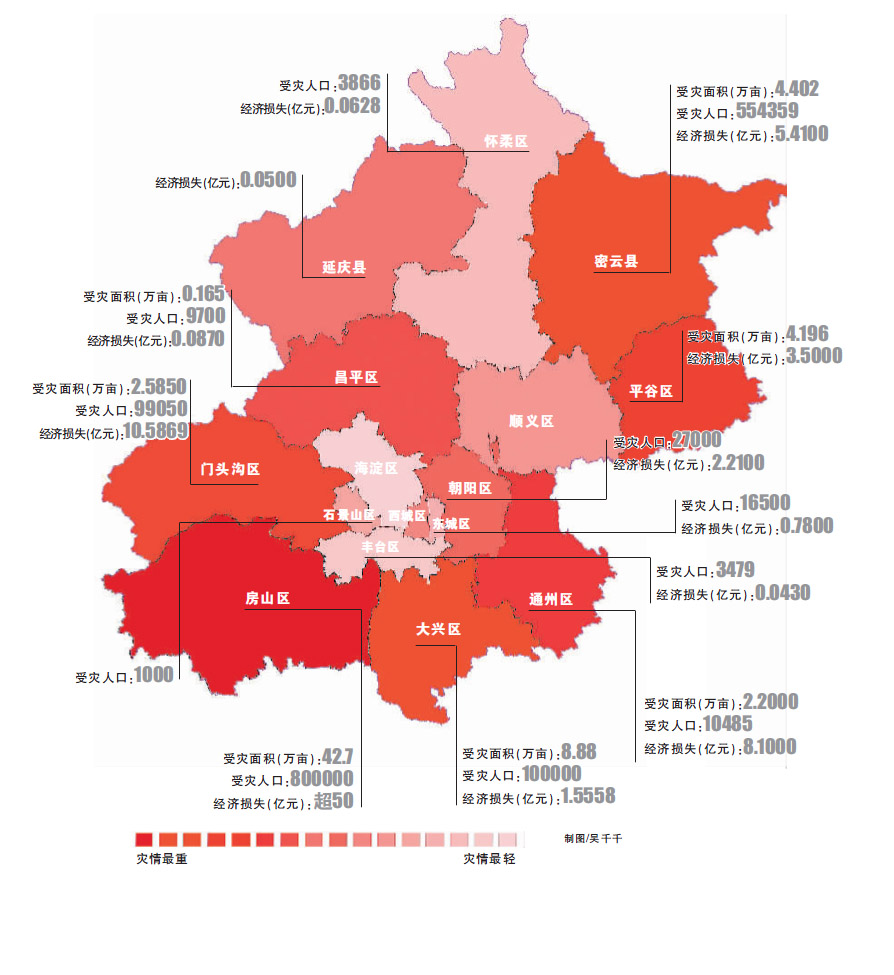 受灾人口:3866
经济损失(亿元):0.0628
受灾面积(万亩):4.402
受灾人口:554359
经济损失(亿元):5.4100
怀柔区
经济损失(亿元):0.0500
延庆县
密云县
受灾面积(万亩):0.165
受灾人口:9700
经济损失(亿元):0.0870
受灾面积(万亩):4.196
经济损失(亿元):3.5000
昌平区
平谷区
受灾面积(万亩):2.5850
受灾人口:99050
经济损失(亿元):10.5869
顺义区
受灾人口:27000
经济损失(亿元):2.2100
门头沟区
海淀区
朝阳区
石景山区
西城区
东城区
受灾人口:16500
经济损失(亿元):0.7800
丰台区
受灾人口:3479
经济损失(亿元):0.0430
房山区
通州区
大兴区
受灾人口:1000
受灾面积(万亩):2.2000
受灾人口:10485
经济损失(亿元):8.1000
受灾面积(万亩):42.7
受灾人口:800000
经济损失(亿元):超50
受灾面积(万亩):8.88
受灾人口:100000
经济损失(亿元):1.5558
制图/吴千千
灾情最重
灾情最轻